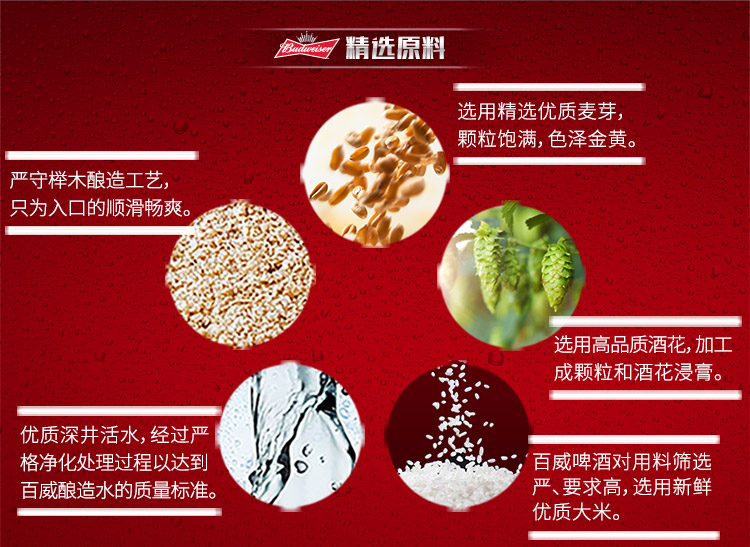 Budweiser 精选原料
选用精选优质麦芽，
颗粒饱满，色泽金黄。
严守榉木酿造工艺，
只为入口的顺滑畅爽。
选用高品质酒花，加工
成颗粒和酒花浸膏。
优质深井活水，经过严
格净化处理过程以达到
百威酿造水的质量标准。
百威啤酒对用料筛选
严、要求高，选用新鲜
优质大米。